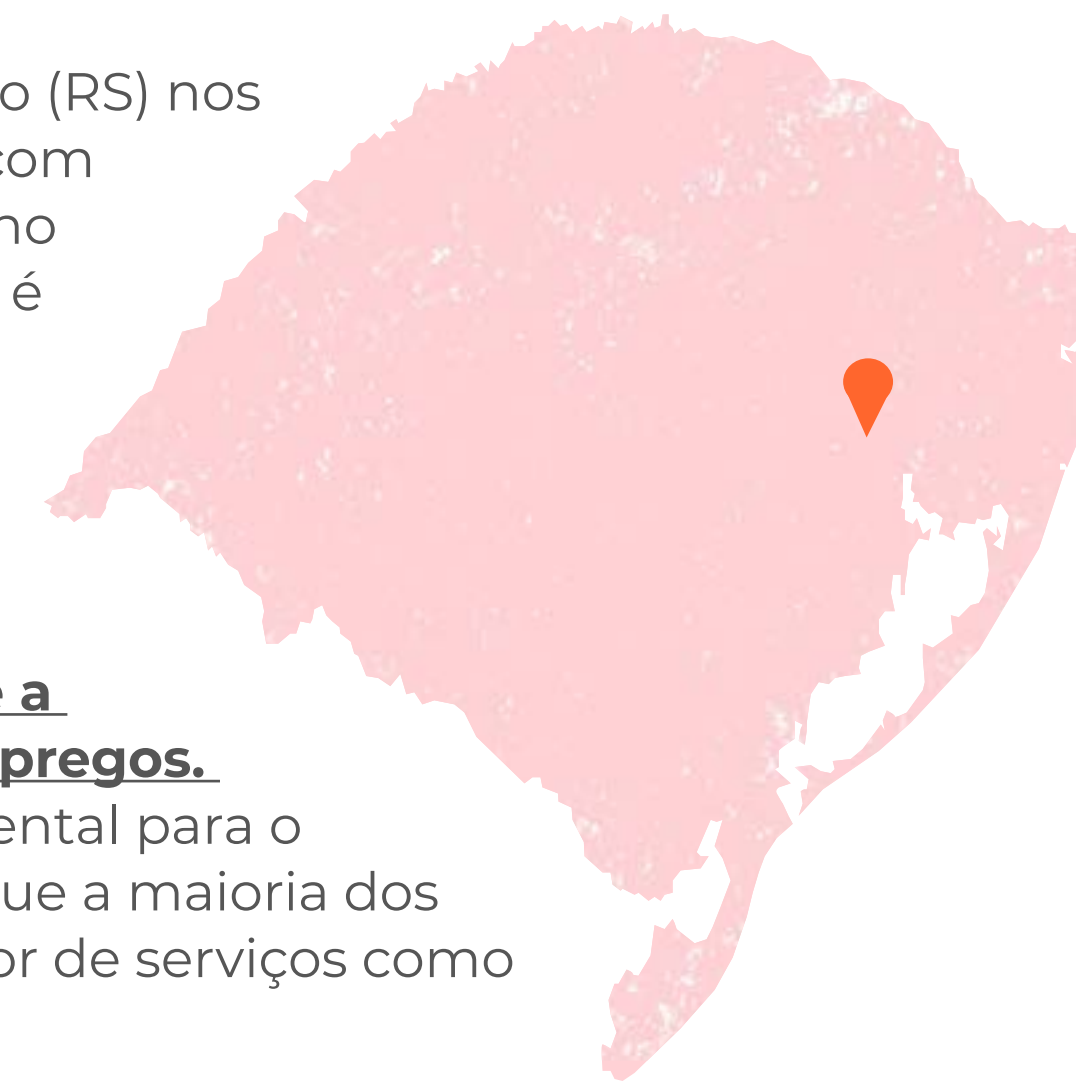 o (RS) nos
com
no
é
e a
pregos.
ental para o
ue a maioria dos
or de serviços como